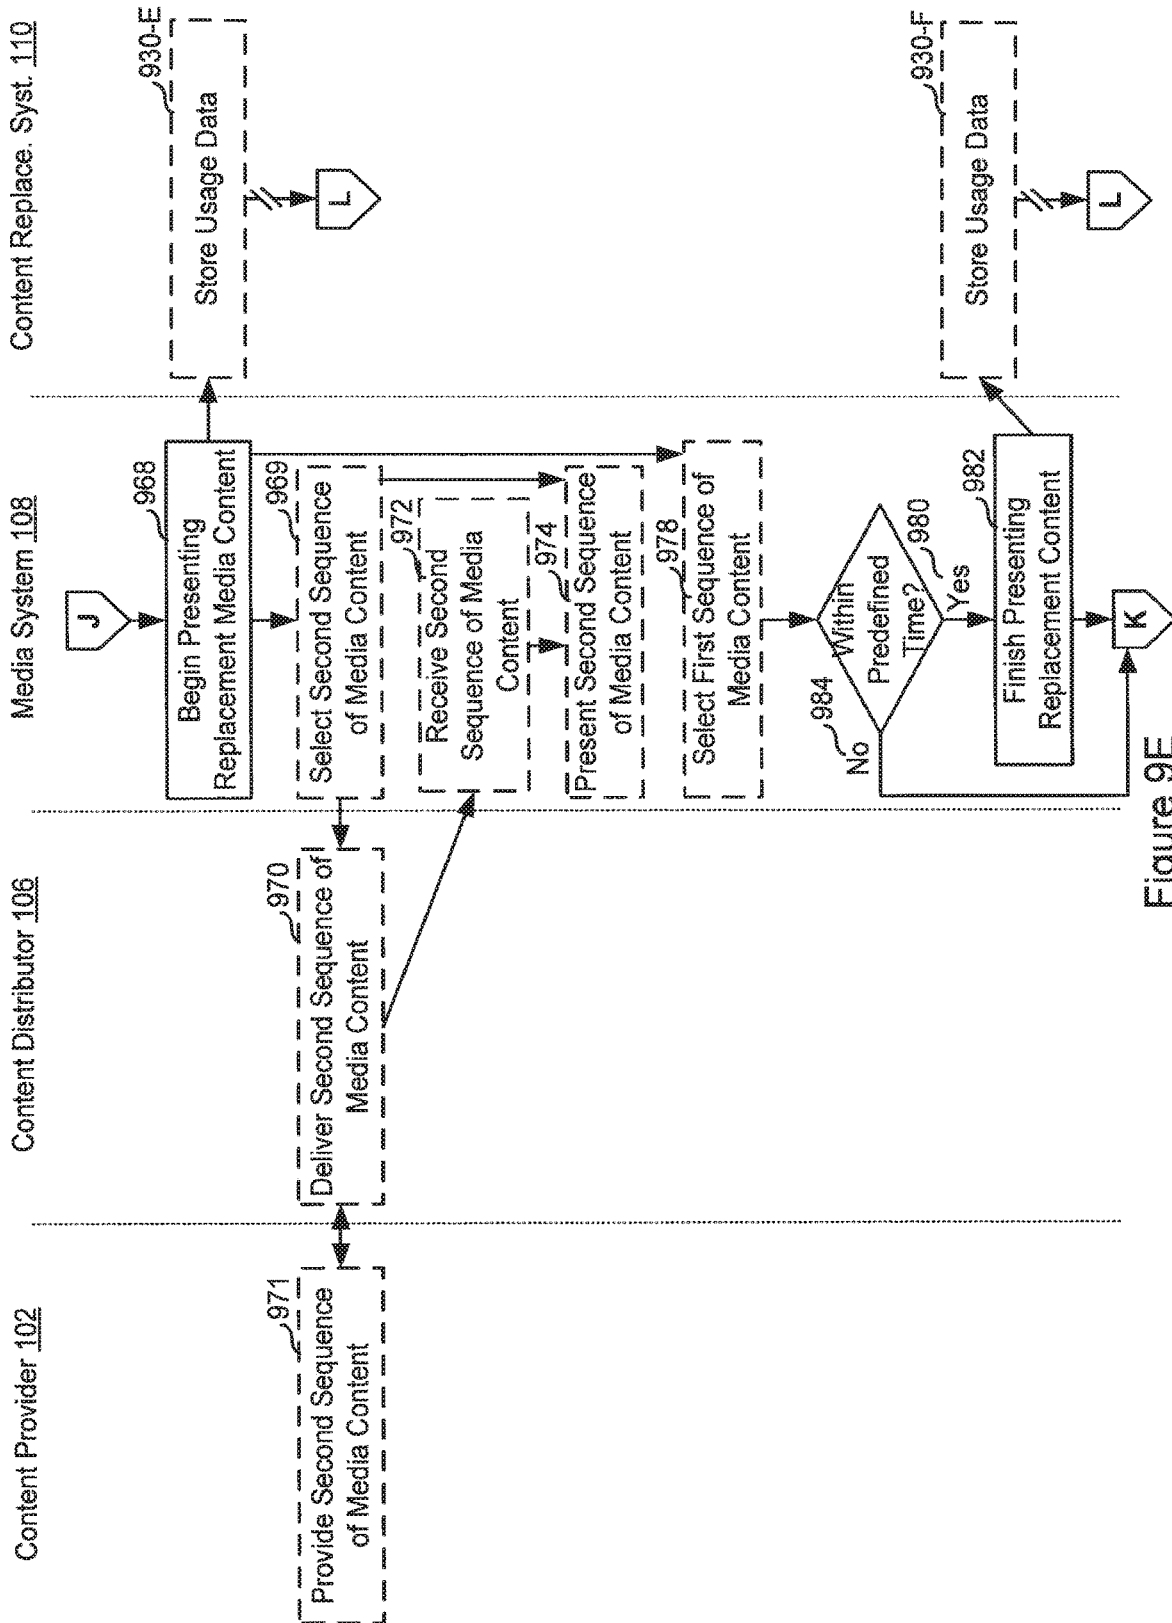 Content Provider 102
Content Distributor 106
Media System 108
Content Replace. Syst. 110
J
968
Begin Presenting
Replacement Media Content
930-E
Store Usage Data
L
971
Provide Second Sequence
of Media Content
970
Deliver Second Sequence of
Media Content
969
Select Second Sequence
of Media Content
972
Receive Second
Sequence of Media
Content
974
Present Second Sequence
of Media Content
978
Select First Sequence of
Media Content
984
No
Within
Predefined
Time?
980
Yes
982
Finish Presenting
Replacement Content
930-F
Store Usage Data
L
K
Figure 9E